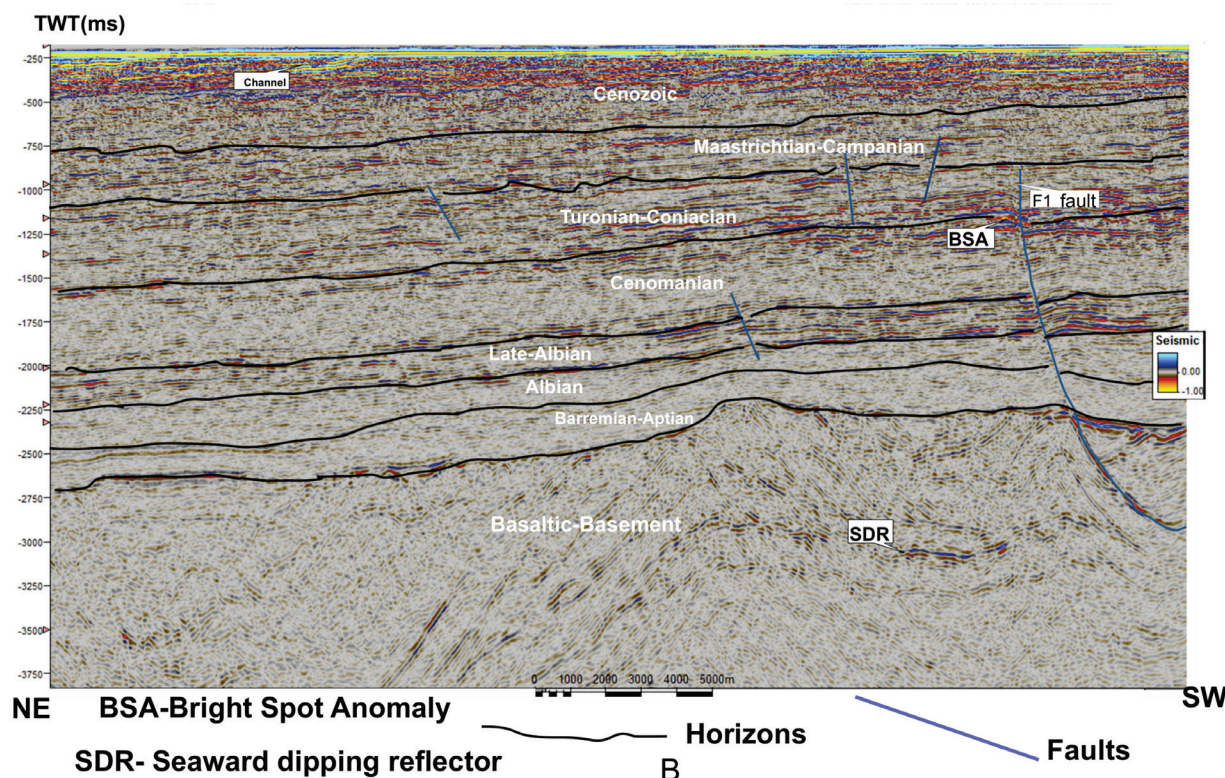 TWT(ms)
-250
Channel
Cenozoic
-500
-750
Maastrichtian-Campanian
-1000
F1 fault
Turonian-Coniacian
-1250
BSA
-1500
Cenomanian
-1750
Seismic
0.00
-1.00
Late-Albian
-2000
Albian
-2250
Barremian-Aptian
-2500
-2750
Basaltic-Basement
SDR
-3000
-3250
-3500
-3750
0 1000 2000 3000 4000 5000m
NE
SW
BSA-Bright Spot Anomaly
Horizons
Faults
SDR- Seaward dipping reflector
B